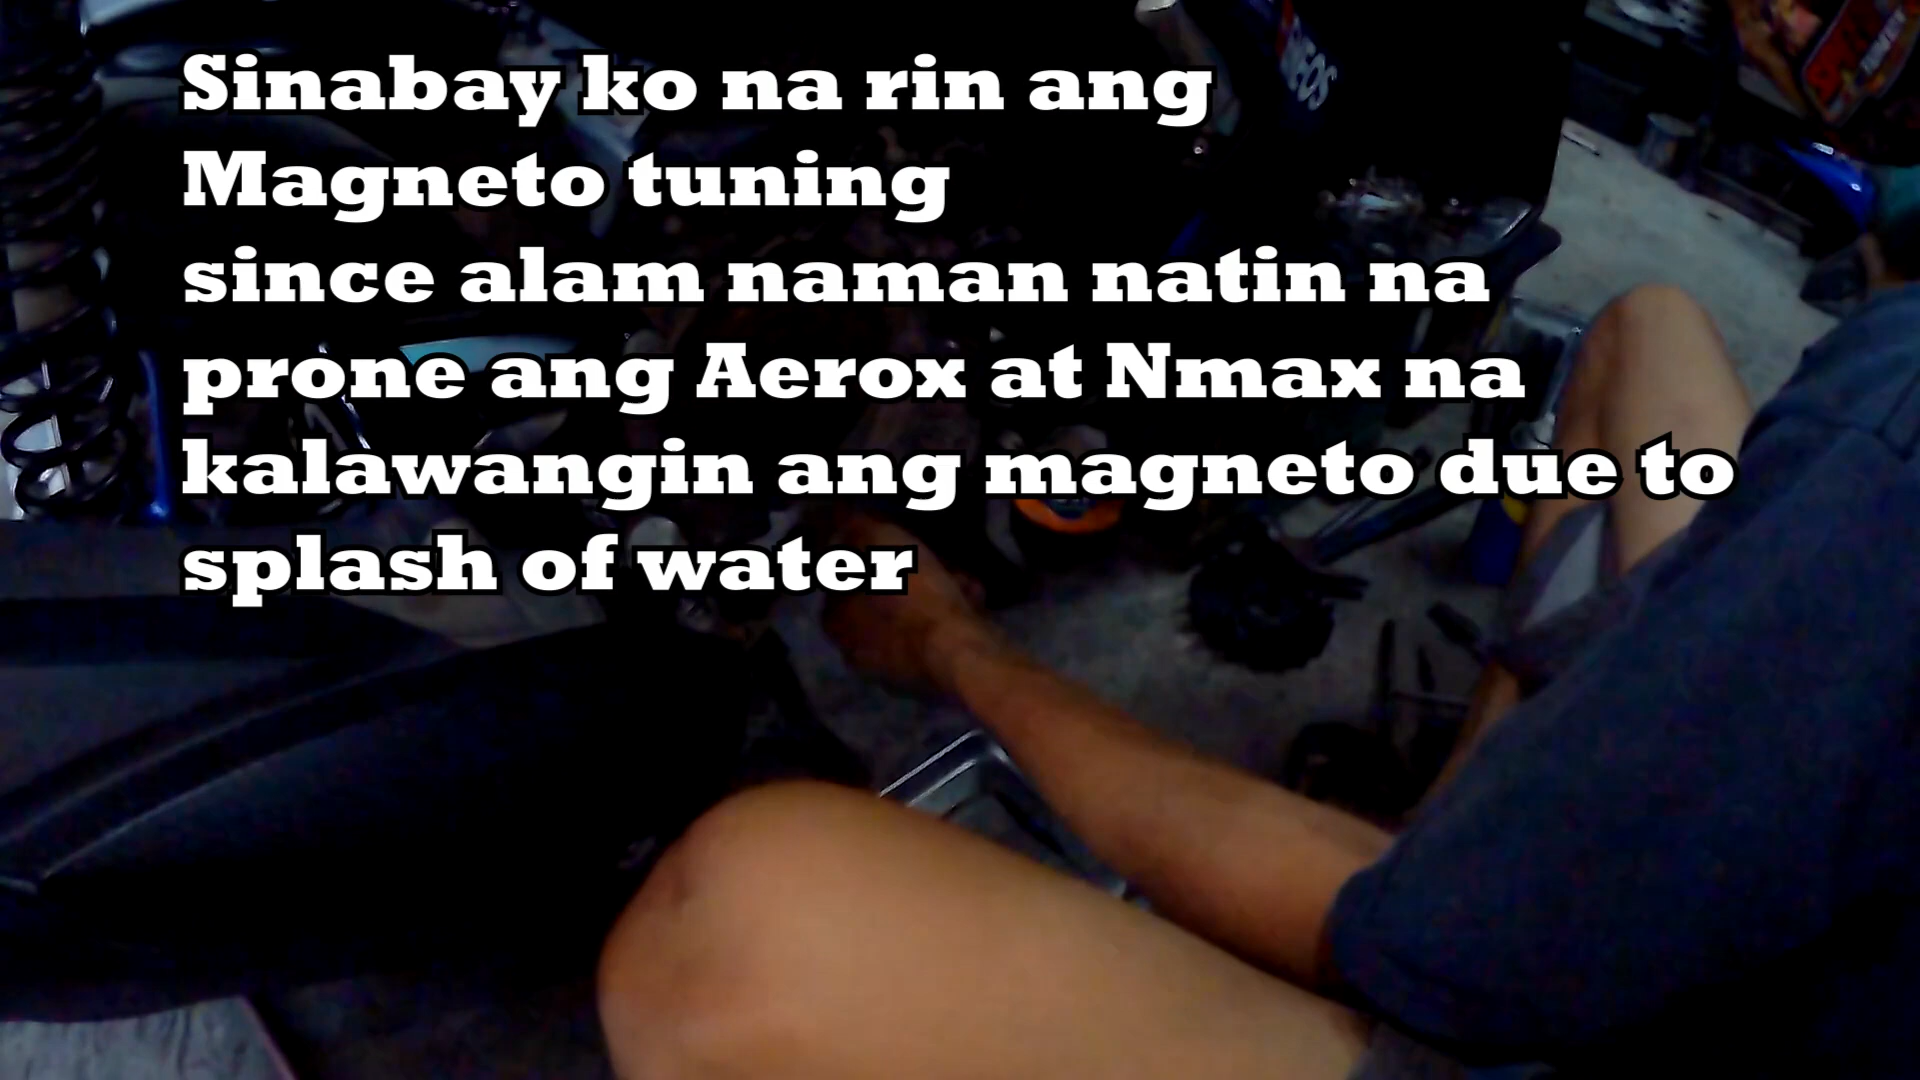 Sinabay ko na rin ang
Magneto tuning
since alam naman natin na
prone ang Aerox at Nmax na
kalawangin ang magneto due to
splash of water